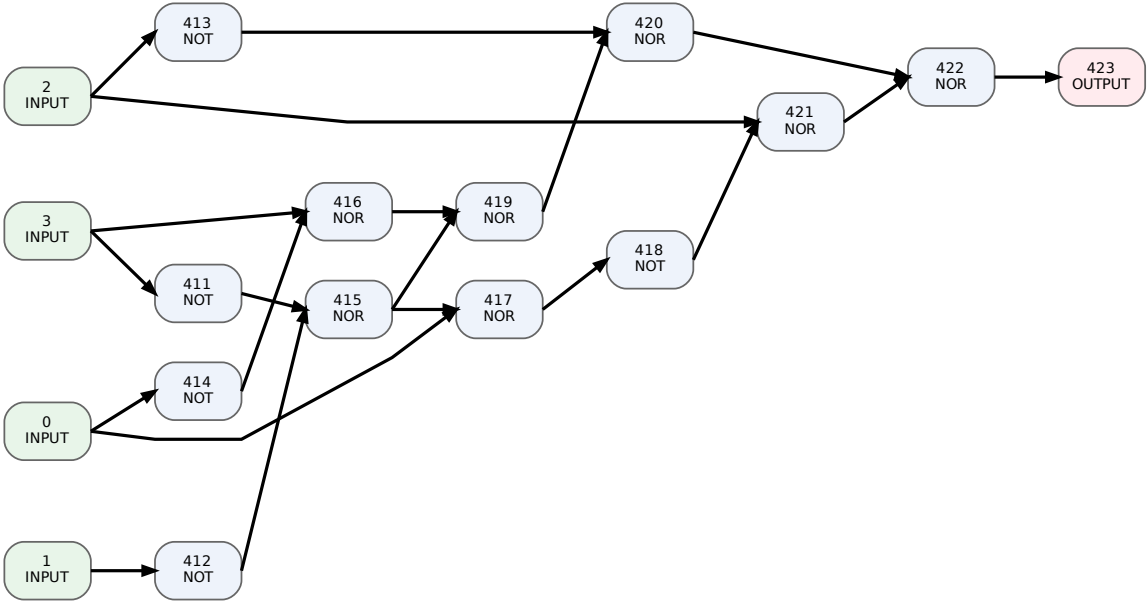 413
NOT
420
NOR
422
NOR
423
OUTPUT
2
INPUT
421
NOR
3
INPUT
416
NOR
419
NOR
418
NOT
411
NOT
415
NOR
417
NOR
414
NOT
0
INPUT
1
INPUT
412
NOT